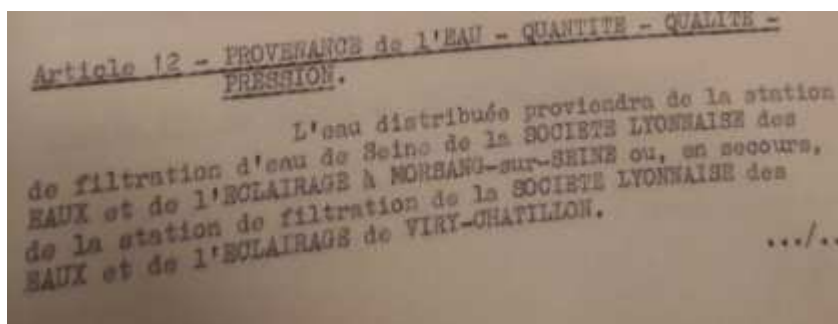 Article 12 - PROVENANCE de l'EAU - QUANTITE - QUALITE -
PRESSION.
L'eau distribuée proviendra de la station
de filtration d'eau de Seine de la SOCIETE LYONNAISE des
EAUX et de l'ECLAIRAGE à MORSANG-sur-SEINE ou, en secours,
de la station de filtration de la SOCIETE LYONNAISE des
EAUX et de l'ECLAIRAGE de VIRY-CHATILLON.
.../..